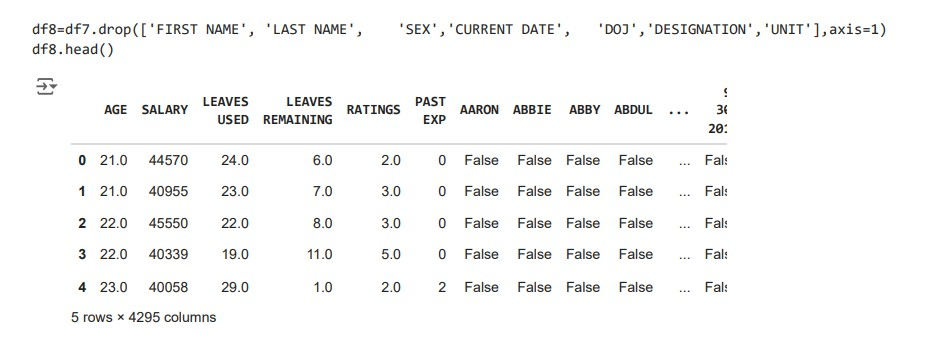 df8=df7.drop(['FIRST NAME', 'LAST NAME',    'SEX','CURRENT DATE',   'DOJ','DESIGNATION','UNIT'],axis=1)
df8.head()
AGE SALARY LEAVES USED LEAVES REMAINING RATINGS PAST EXP AARON ABBIE ABBY ABDUL ...
0 21.0 44570 24.0 6.0 2.0 0 False False False False ...
1 21.0 40955 23.0 7.0 3.0 0 False False False False ...
2 22.0 45550 22.0 8.0 3.0 0 False False False False ...
3 22.0 40339 19.0 11.0 5.0 0 False False False False ...
4 23.0 40058 29.0 1.0 2.0 2 False False False False ...
5 rows × 4295 columns